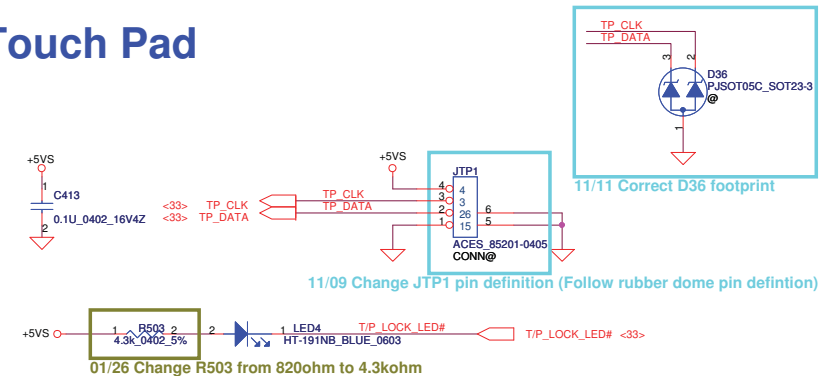 Touch Pad
TP_CLK
TP_DATA
3
2
D36
PJSOT05C_SOT23-3
@
1
11/11 Correct D36 footprint
+5VS
1
C413
0.1U_0402_16V4Z
2
<33> TP_CLK
<33> TP_DATA
TP_CLK
TP_DATA
+5VS
JTP1
4 4
3 3
2 26 6
1 15 5
ACES_85201-0405
CONN@
11/09 Change JTP1 pin definition (Follow rubber dome pin defintion)
+5VS
1 R503 2
4.3k_0402_5%
2
1 LED4
HT-191NB_BLUE_0603
T/P_LOCK_LED#
T/P_LOCK_LED# <33>
01/26 Change R503 from 820ohm to 4.3kohm